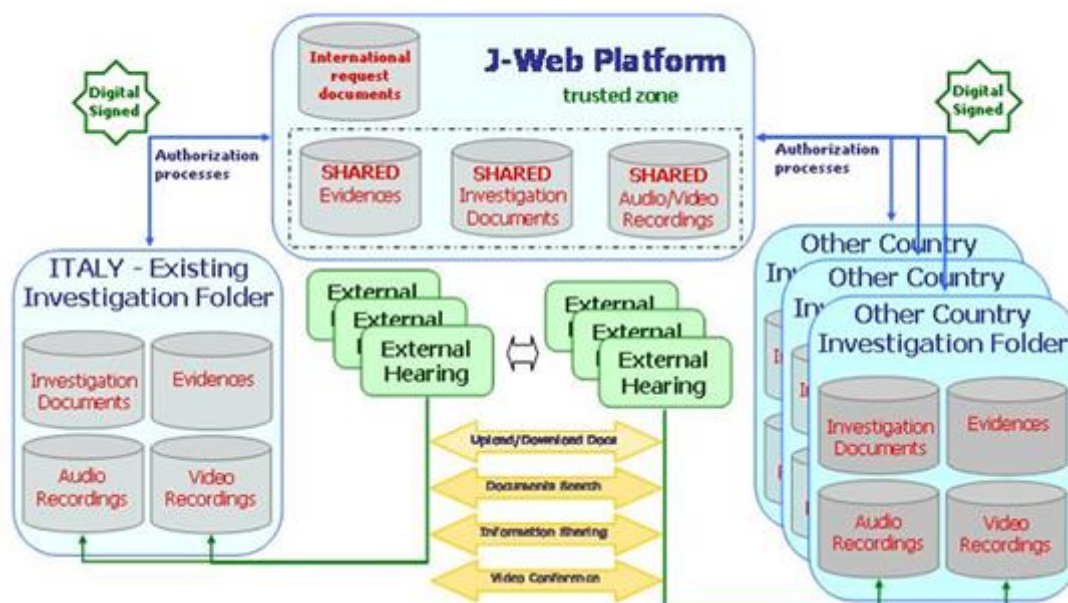 International
request
documents
J-Web Platform
trusted zone
Digital
Signed
Digital
Signed
Authorization
processes
Authorization
processes
SHARED
Evidences
SHARED
Investigation
Documents
SHARED
Audio/Video
Recordings
ITALY - Existing
Investigation Folder
Investigation
Documents
Evidences
Audio
Recordings
Video
Recordings
External
External
External
Hearing
External
External
External
Hearing
Upload/Download Docs
Documents Search
Information Sharing
Video Conference
Other Country
Other Country
Other Country
Investigation Folder
Investigation
Documents
Evidences
Audio
Recordings
Video
Recordings